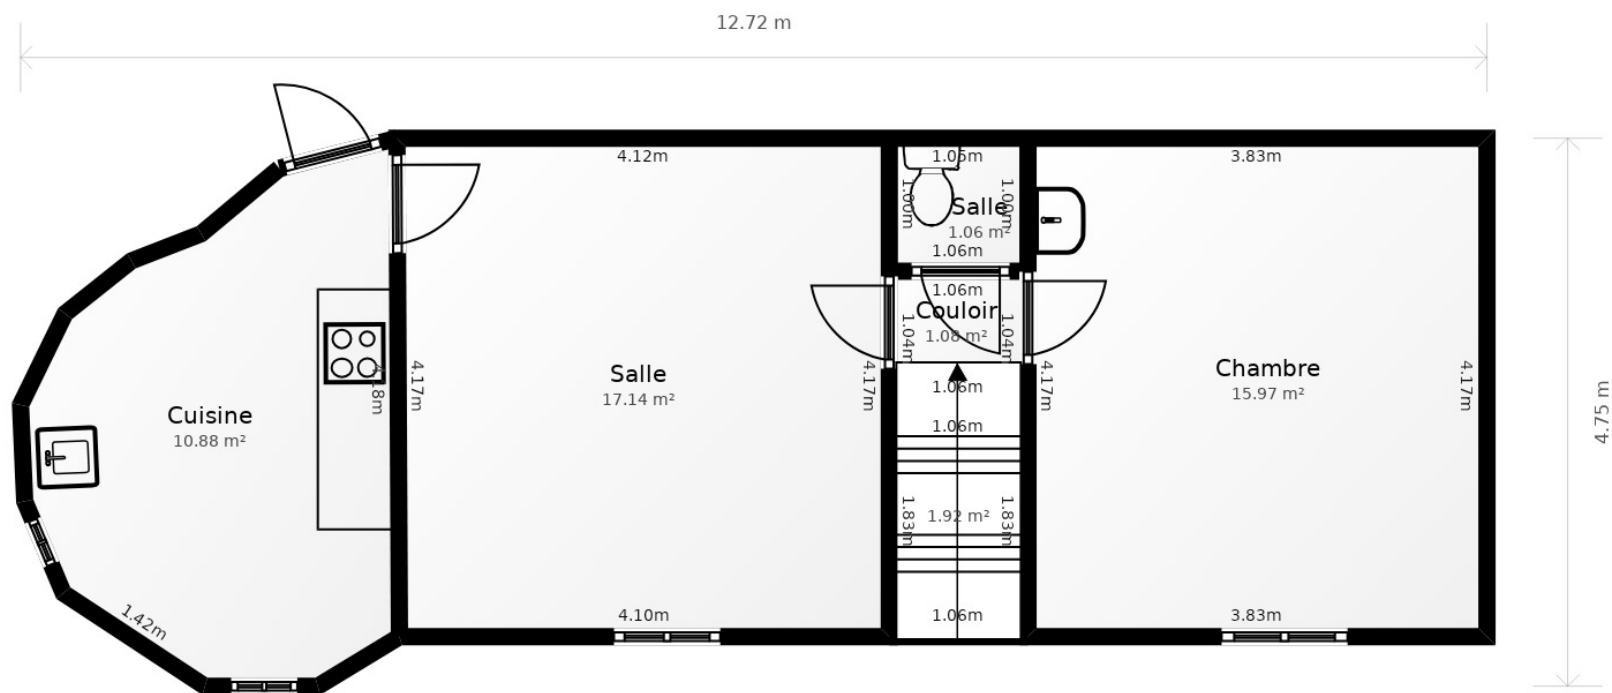 12.72 m
4.12m
1.05m
3.83m
1.00m
1.00m
Salle
1.06 m²
1.06m
1.06m
Couloir
1.04m
1.04m
1.08 m²
Salle
17.14 m²
Chambre
15.97 m²
4.17m
4.17m
4.17m
4.17m
4.75 m
Cuisine
10.88 m²
1.06m
1.06m
1.83m
1.92 m²
1.83m
1.42m
4.10m
1.06m
3.83m